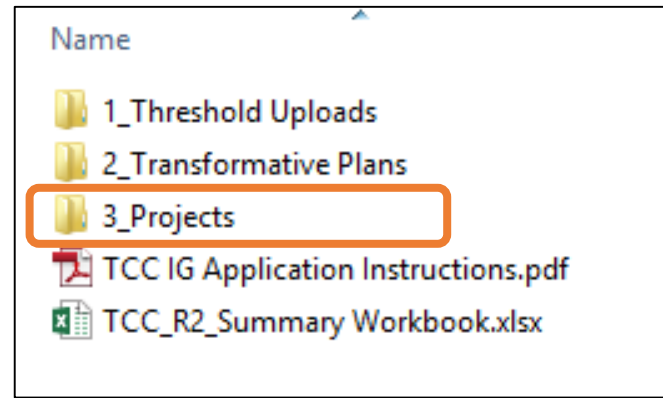 Name
1_Threshold Uploads
2_Transformative Plans
3_Projects
TCC IG Application Instructions.pdf
TCC_R2_Summary Workbook.xlsx